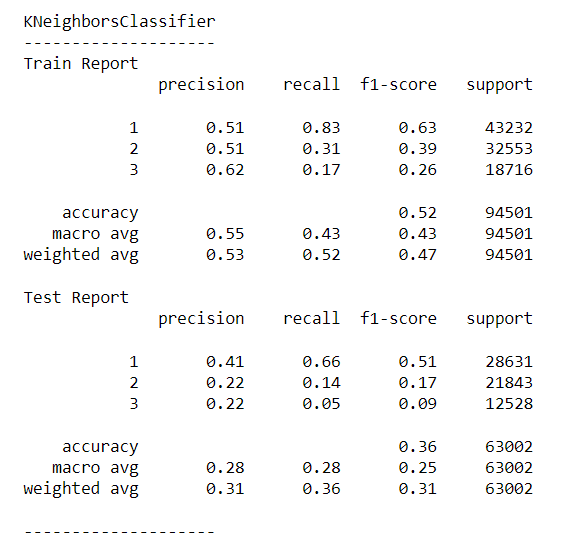 KNeighborsClassifier
--------------------
Train Report
precision recall f1-score support
1 0.51 0.83 0.63 43232
2 0.51 0.31 0.39 32553
3 0.62 0.17 0.26 18716
accuracy 0.52 94501
macro avg 0.55 0.43 0.43 94501
weighted avg 0.53 0.52 0.47 94501
Test Report
precision recall f1-score support
1 0.41 0.66 0.51 28631
2 0.22 0.14 0.17 21843
3 0.22 0.05 0.09 12528
accuracy 0.36 63002
macro avg 0.28 0.28 0.25 63002
weighted avg 0.31 0.36 0.31 63002
--------------------